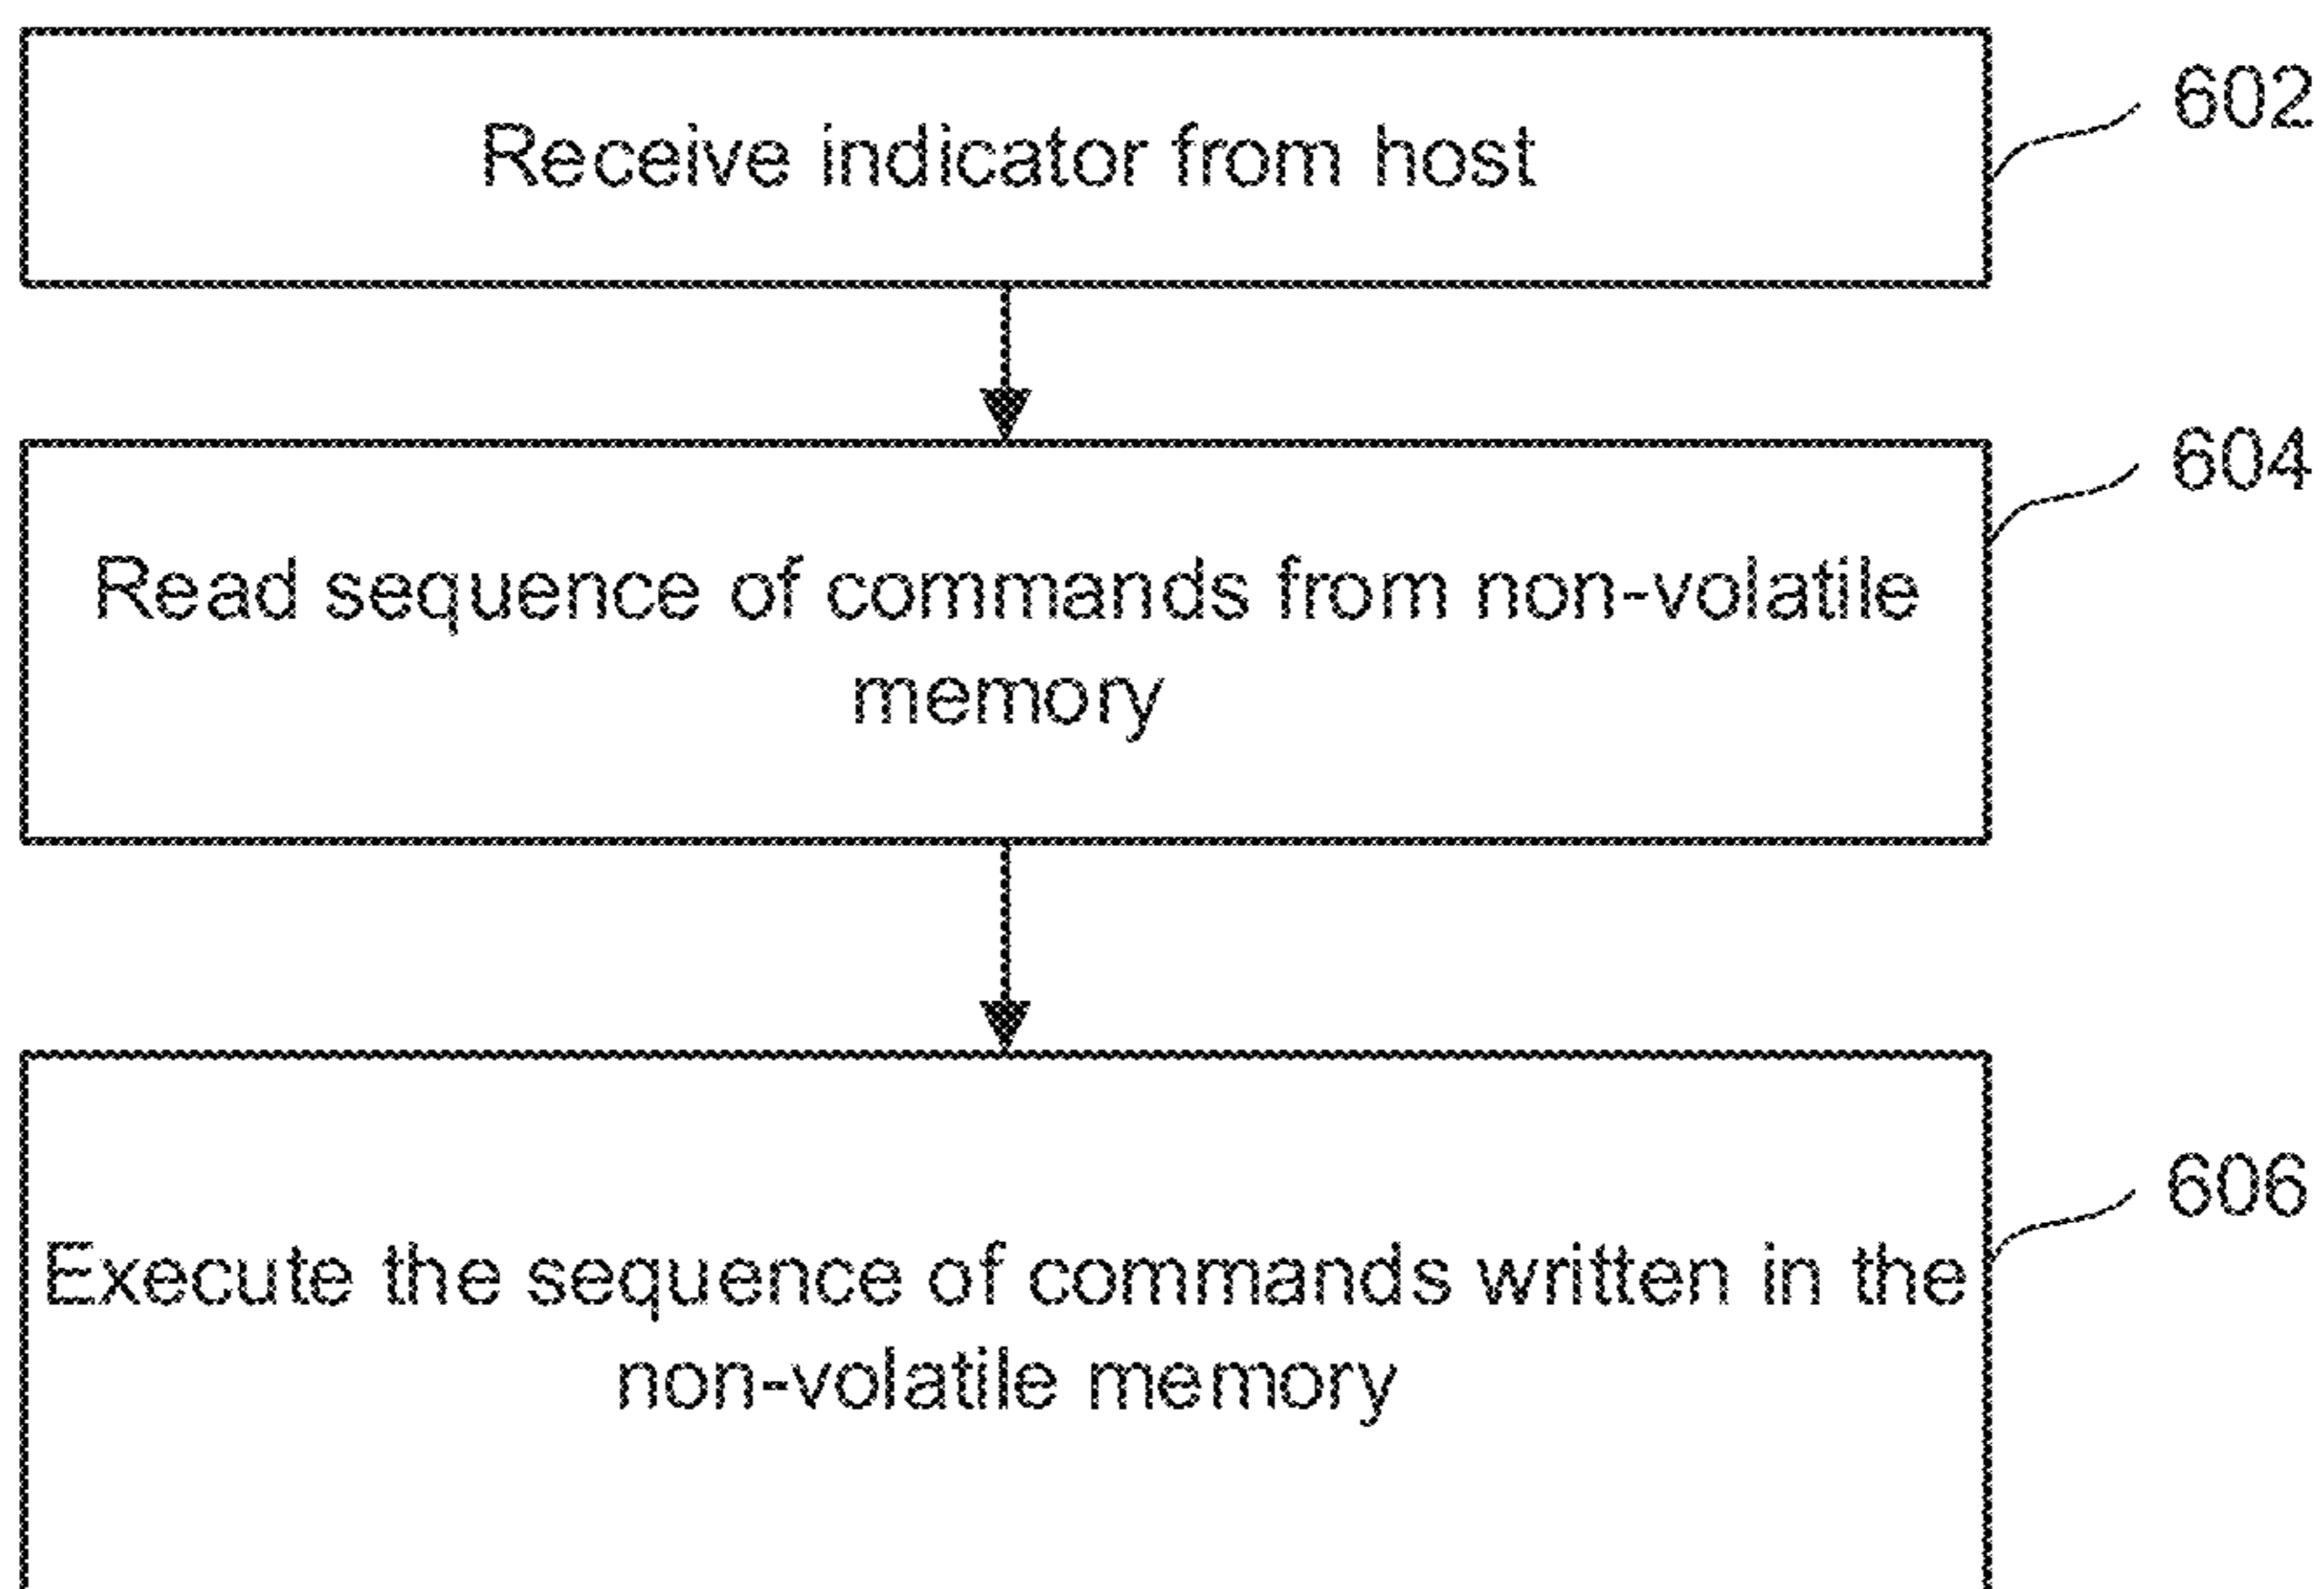 Receive indicator from host
602
Read sequence of commands from non-volatile
memory
604
Execute the sequence of commands written in the
non-volatile memory
606